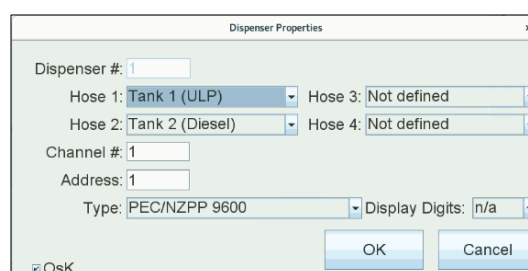 Dispenser Properties
Dispenser #: 1
Hose 1: Tank 1 (ULP) Hose 3: Not defined
Hose 2: Tank 2 (Diesel) Hose 4: Not defined
Channel #: 1
Address: 1
Type: PEC/NZPP 9600 Display Digits: n/a
OK Cancel
OsK